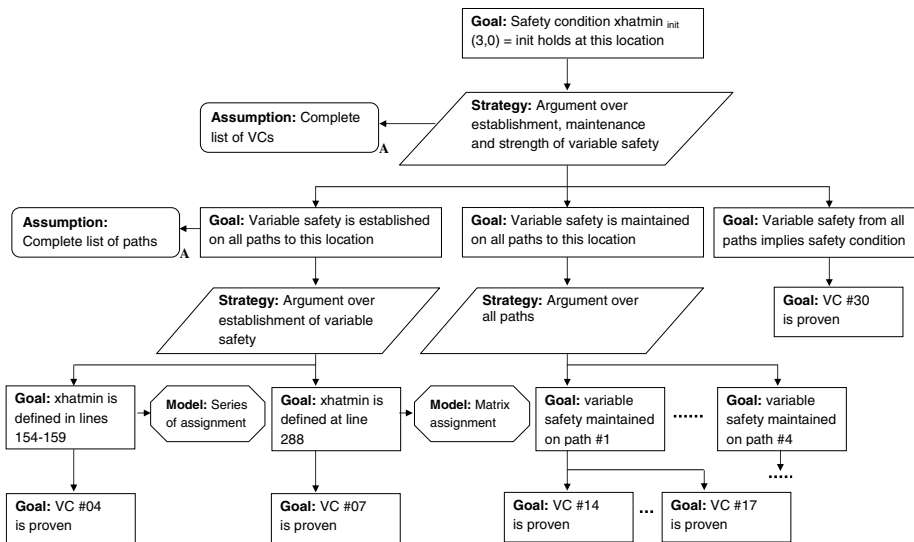 Goal: Safety condition xhatmin init
(3,0) = init holds at this location
Strategy: Argument over
establishment, maintenance
and strength of variable safety
Assumption: Complete
list of VCs
A
Assumption:
Complete list of paths
A
Goal: Variable safety is established
on all paths to this location
Goal: Variable safety is maintained
on all paths to this location
Goal: Variable safety from all
paths implies safety condition
Strategy: Argument over
establishment of variable
safety
Strategy: Argument over
all paths
Goal: VC #30
is proven
Goal: xhatmin is
defined in lines
154-159
Model: Series
of assignment
Goal: xhatmin is
defined at line
288
Model: Matrix
assignment
Goal: variable
safety maintained
on path #1
......
Goal: variable
safety maintained
on path #4
.....
Goal: VC #04
is proven
Goal: VC #07
is proven
Goal: VC #14
is proven
...
Goal: VC #17
is proven